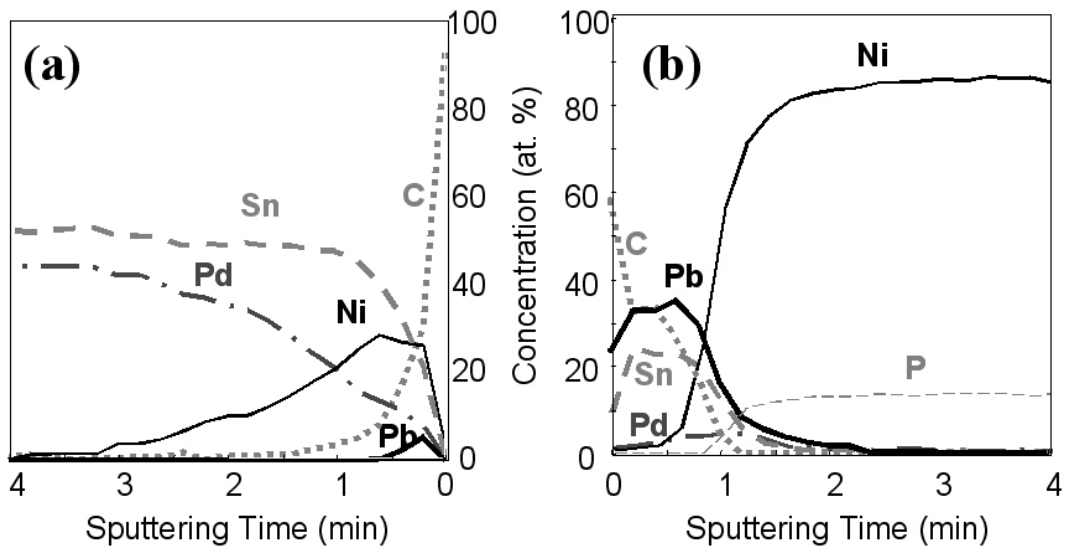 (a)
Sn
Pd
Ni
C
Pb
100
80
60
40
20
0
4 3 2 1 0
Sputtering Time (min)
Concentration (at. %)
(b)
100
80
60
40
20
0
Ni
C
Pb
Sn
Pd
P
0 1 2 3 4
Sputtering Time (min)